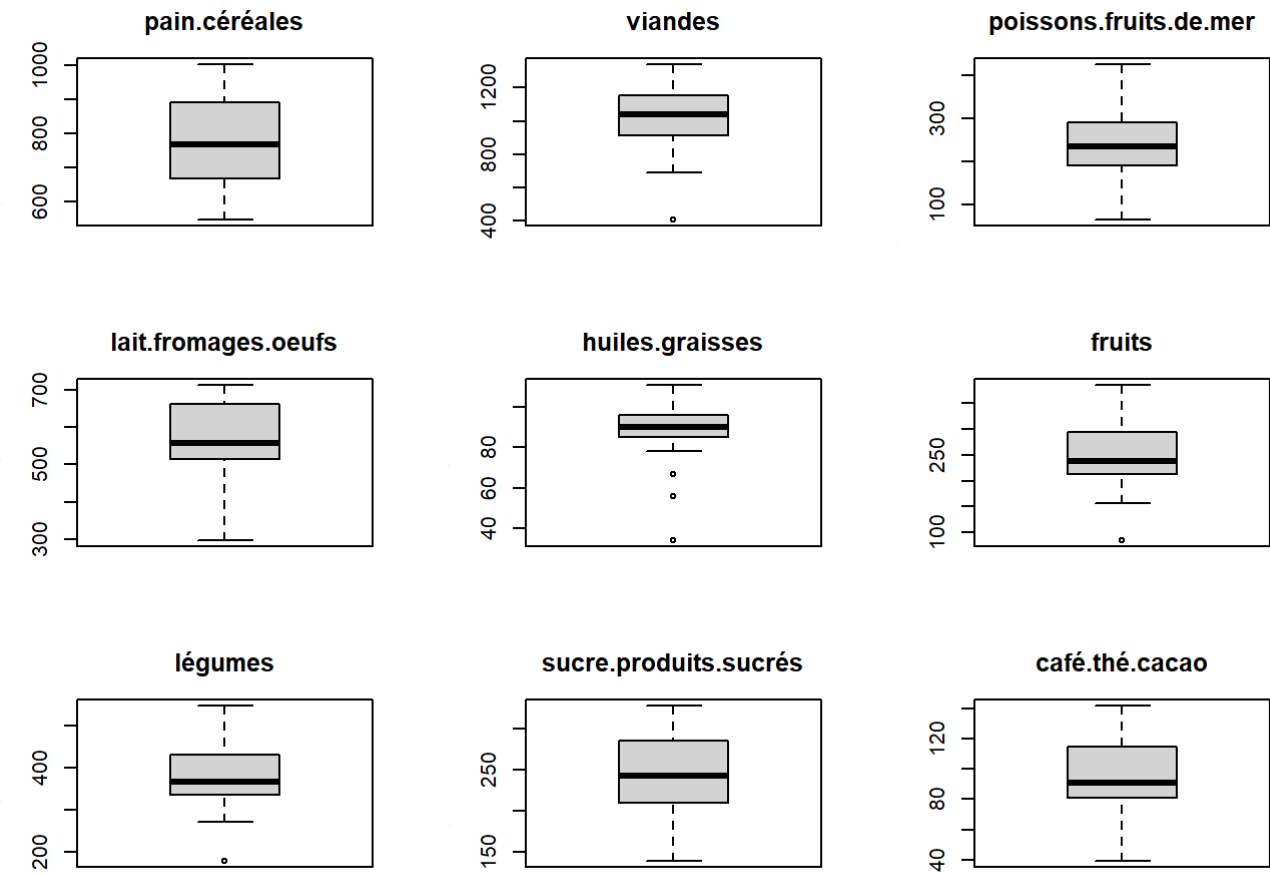 pain.céréales
600
800
1000
viandes
400
800
1200
poissons.fruits.de.mer
100
300
lait.fromages.oeufs
300
500
700
huiles.graisses
40
60
80
fruits
100
250
légumes
200
400
sucre.produits.sucrés
150
250
café.thé.cacao
40
80
120